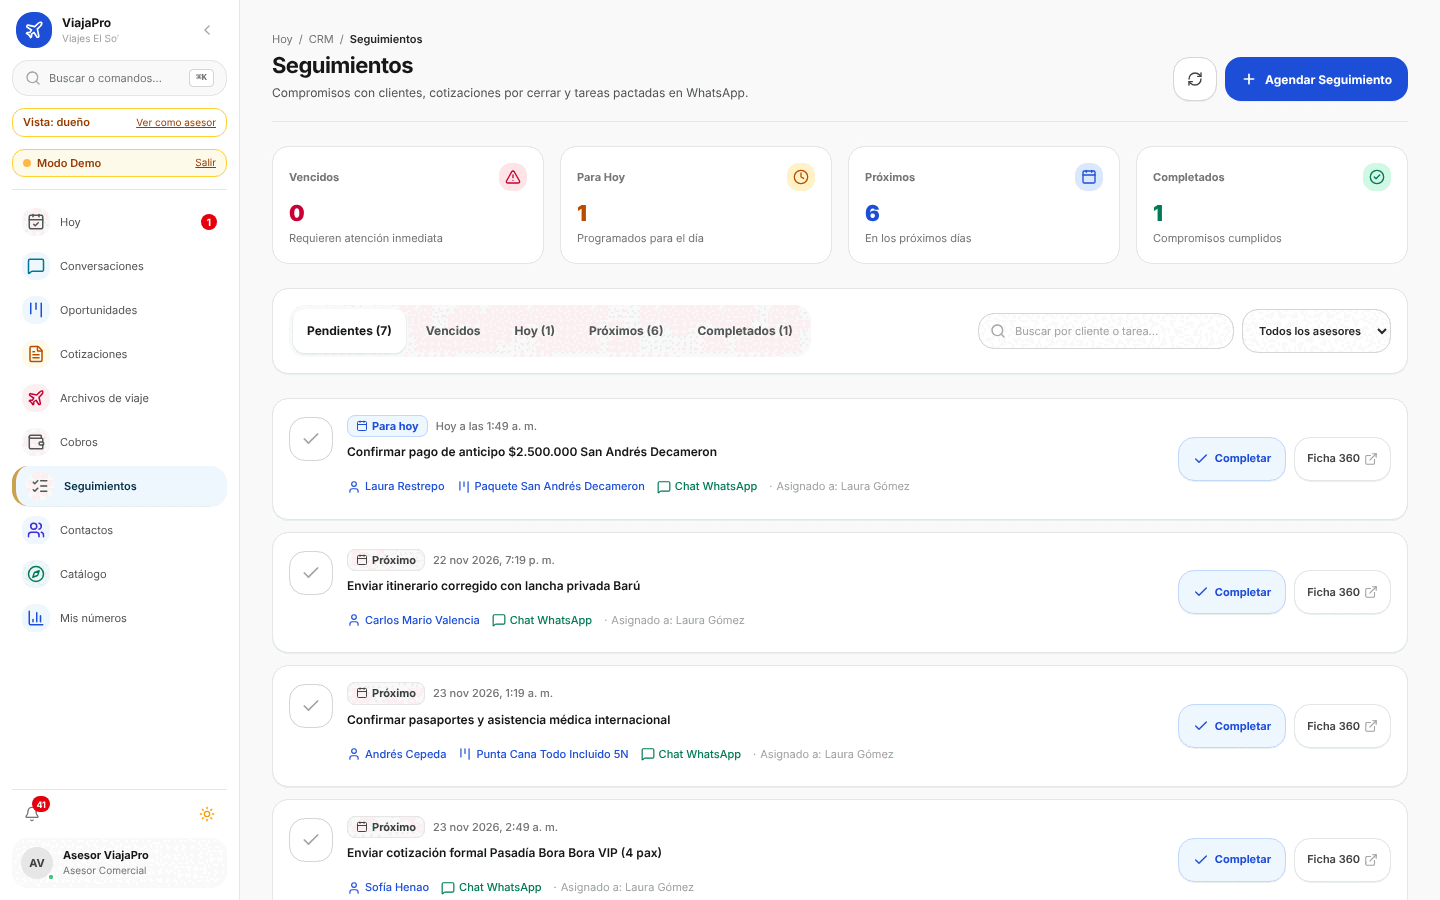 ViajaPro
Viajes El So'
Buscar o comandos... ⌘K
Vista: dueño Ver como asesor
Modo Demo Salir
Hoy 1
Conversaciones
Oportunidades
Cotizaciones
Archivos de viaje
Cobros
Seguimientos
Contactos
Catálogo
Mis números
41
AV
Asesor ViajaPro
Asesor Comercial
Hoy / CRM / Seguimientos
Seguimientos
Compromisos con clientes, cotizaciones por cerrar y tareas pactadas en WhatsApp.
Agendar Seguimiento
Vencidos
0
Requieren atención inmediata
Para Hoy
1
Programados para el día
Próximos
6
En los próximos días
Completados
1
Compromisos cumplidos
Pendientes (7) Vencidos Hoy (1) Próximos (6) Completados (1)
Buscar por cliente o tarea... Todos los asesores
Para hoy Hoy a las 1:49 a. m.
Confirmar pago de anticipo $2.500.000 San Andrés Decameron
Laura Restrepo Paquete San Andrés Decameron Chat WhatsApp · Asignado a: Laura Gómez
Completar Ficha 360
Próximo 22 nov 2026, 7:19 p. m.
Enviar itinerario corregido con lancha privada Barú
Carlos Mario Valencia Chat WhatsApp · Asignado a: Laura Gómez
Completar Ficha 360
Próximo 23 nov 2026, 1:19 a. m.
Confirmar pasaportes y asistencia médica internacional
Andrés Cepeda Punta Cana Todo Incluido 5N Chat WhatsApp · Asignado a: Laura Gómez
Completar Ficha 360
Próximo 23 nov 2026, 2:49 a. m.
Enviar cotización formal Pasadía Bora Bora VIP (4 pax)
Sofía Henao Chat WhatsApp · Asignado a: Laura Gómez
Completar Ficha 360